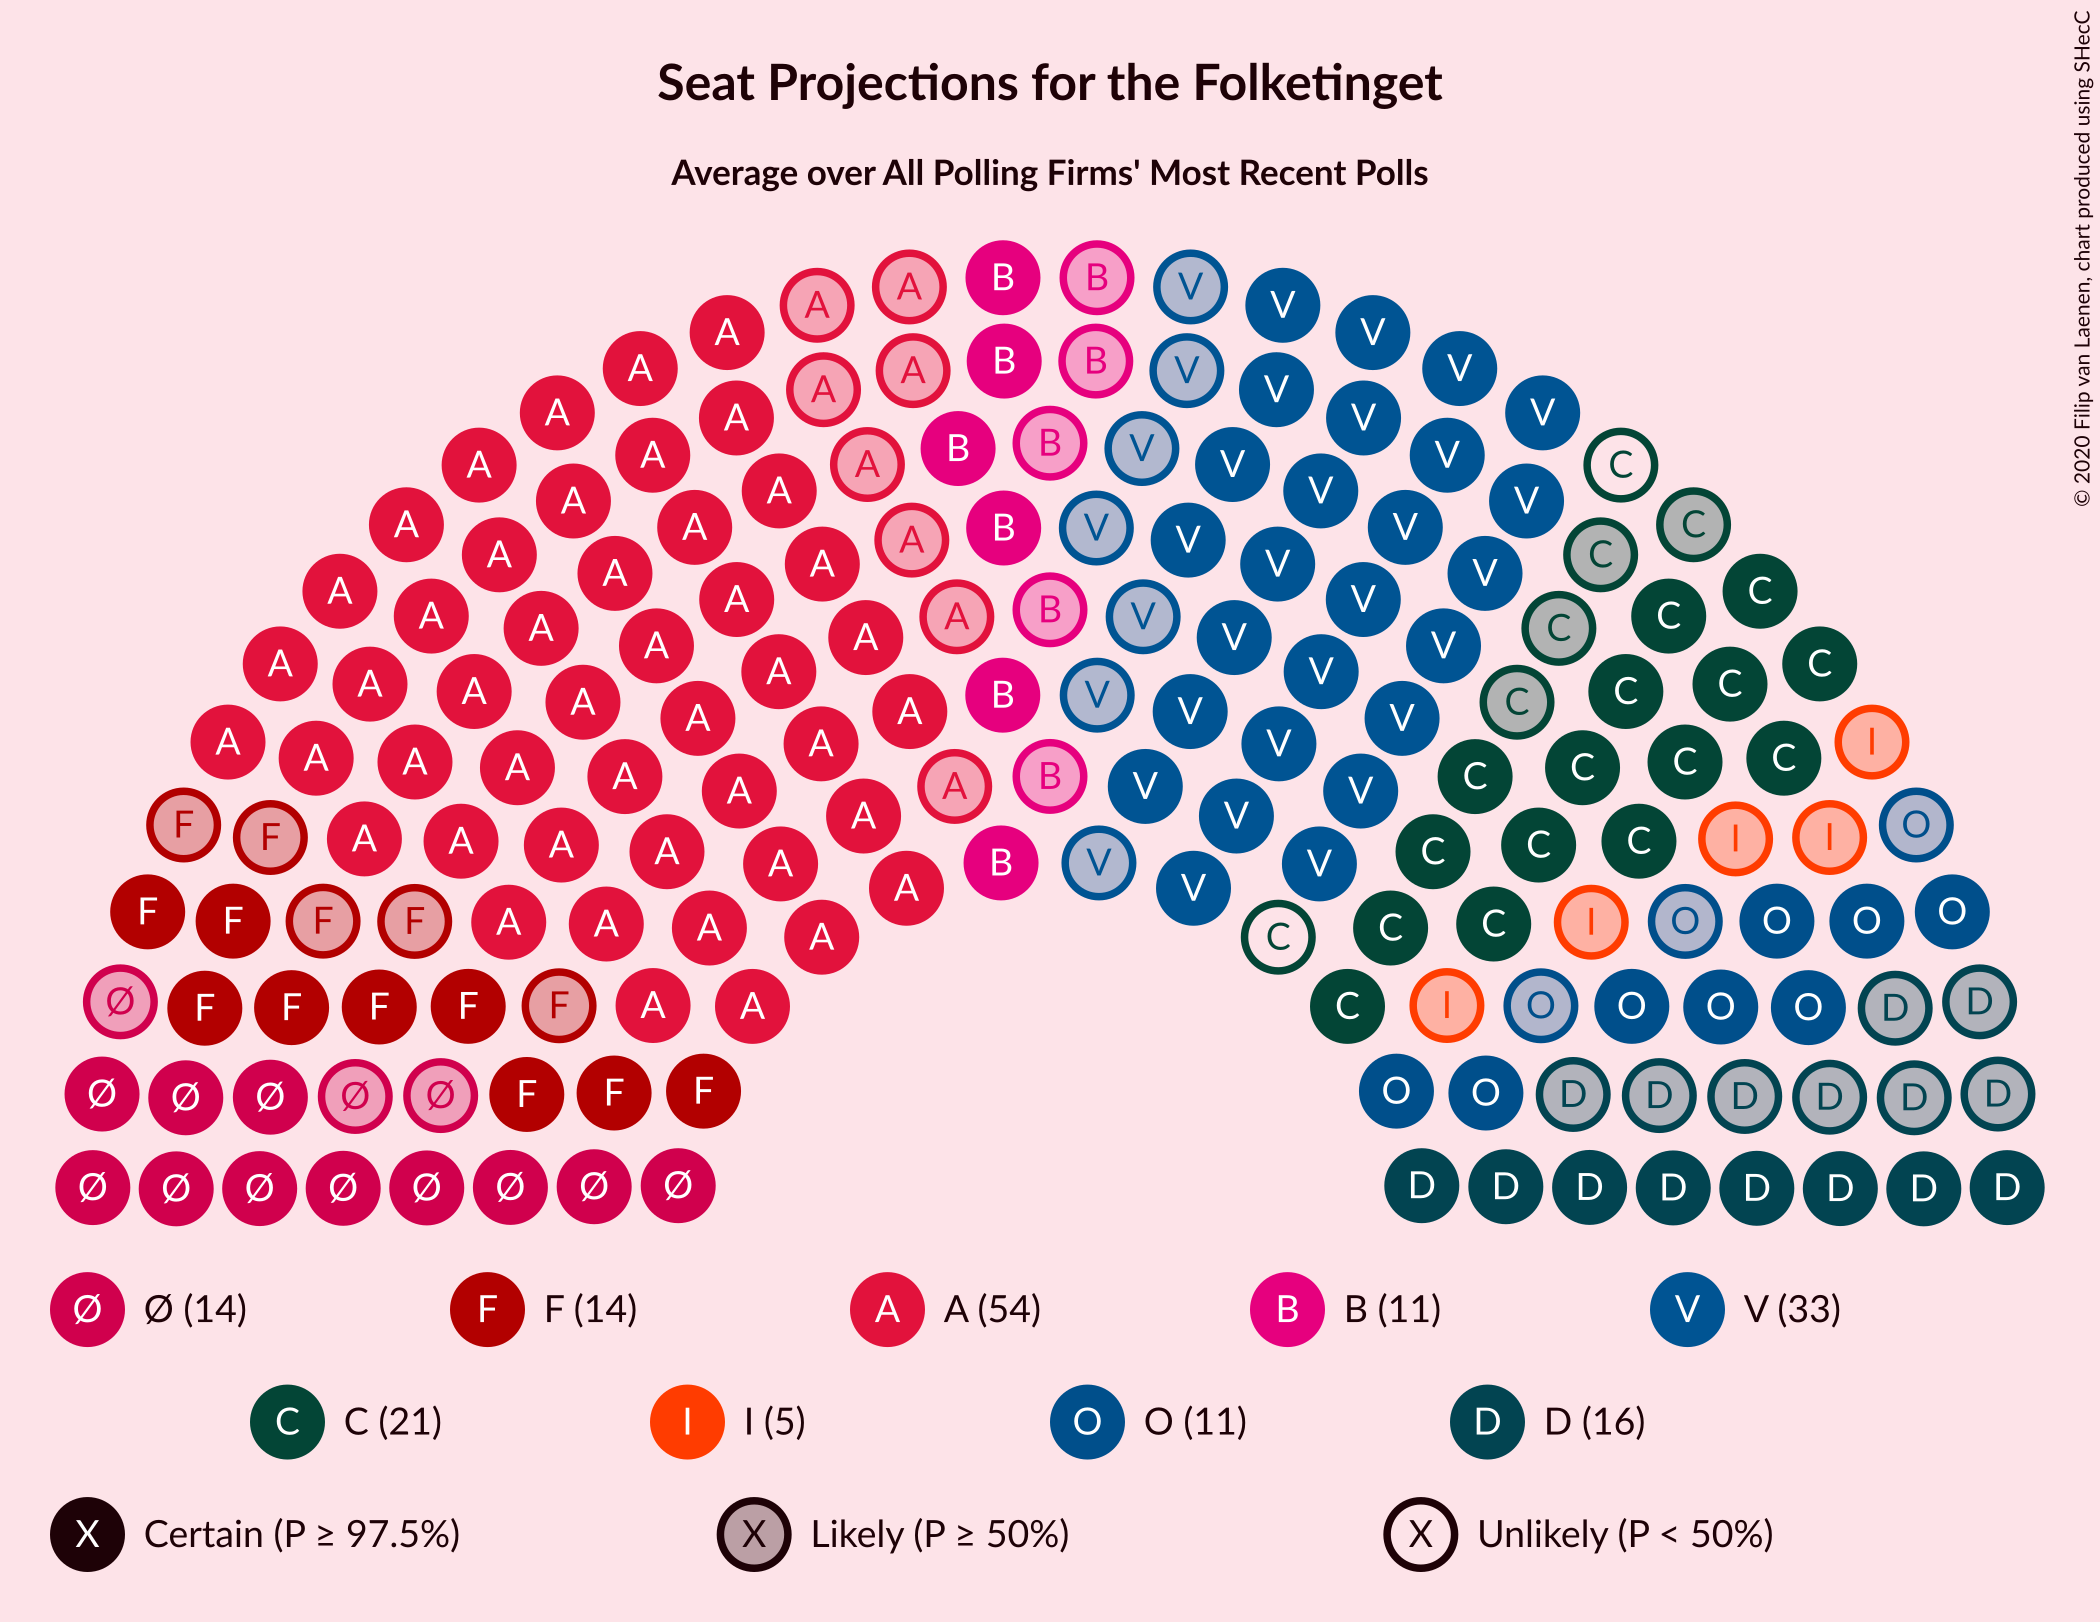 Seat Projections for the Folketinget
Average over All Polling Firms' Most Recent Polls
© 2020 Filip van Laenen, chart produced using SHecC
B B
A A V V
A A B B V V V
A A A V V V
A A A B B V V V V
A A A V V C
A A A A B V V V V V C
A A A A A B V V V V C
A A A A A V V V V C C C
A A A A A A B V V V V C C C C
A A A A A A V V V C C C
A A A A A A A B V V V V C C C C I
F F A A A A A A B V V V C C C I I O
F F F F A A A A A V C C C I O O O O
Ø F F F F F A A C I O O O O D D
Ø Ø Ø Ø Ø F F F O O D D D D D D
Ø Ø Ø Ø Ø Ø Ø Ø D D D D D D D D
Ø Ø (14) F F (14) A A (54) B B (11) V V (33)
C C (21) I I (5) O O (11) D D (16)
X Certain (P ≥ 97.5%) X Likely (P ≥ 50%) X Unlikely (P < 50%)